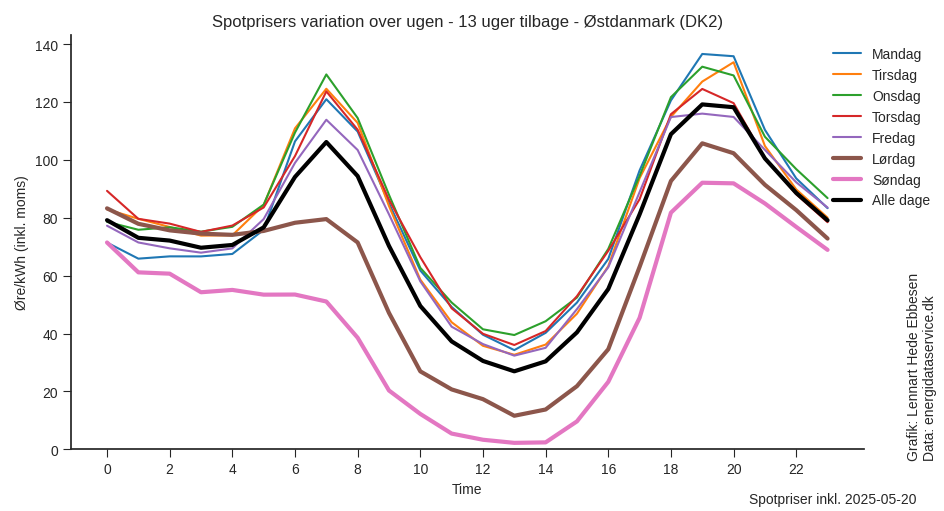 Spotprisers variation over ugen - 13 uger tilbage - Østdanmark (DK2)
Øre/kWh (inkl. moms)
140
120
100
80
60
40
20
0
0 2 4 6 8 10 12 14 16 18 20 22
Time
Mandag
Tirsdag
Onsdag
Torsdag
Fredag
Lørdag
Søndag
Alle dage
Grafik: Lennart Hede Ebbesen
Data: energidataservice.dk
Spotpriser inkl. 2025-05-20